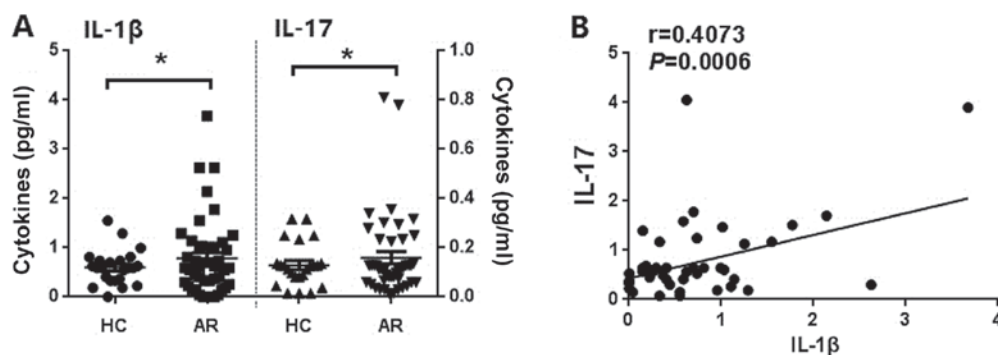 A
IL-1β
IL-17
Cytokines (pg/ml)
5
4
3
2
1
0
*
*
1.0
0.8
0.6
0.4
0.2
0.0
Cytokines (pg/ml)
HC
AR
HC
AR
B
r=0.4073
P=0.0006
IL-17
5
4
3
2
1
0
0
1
2
3
4
IL-1β